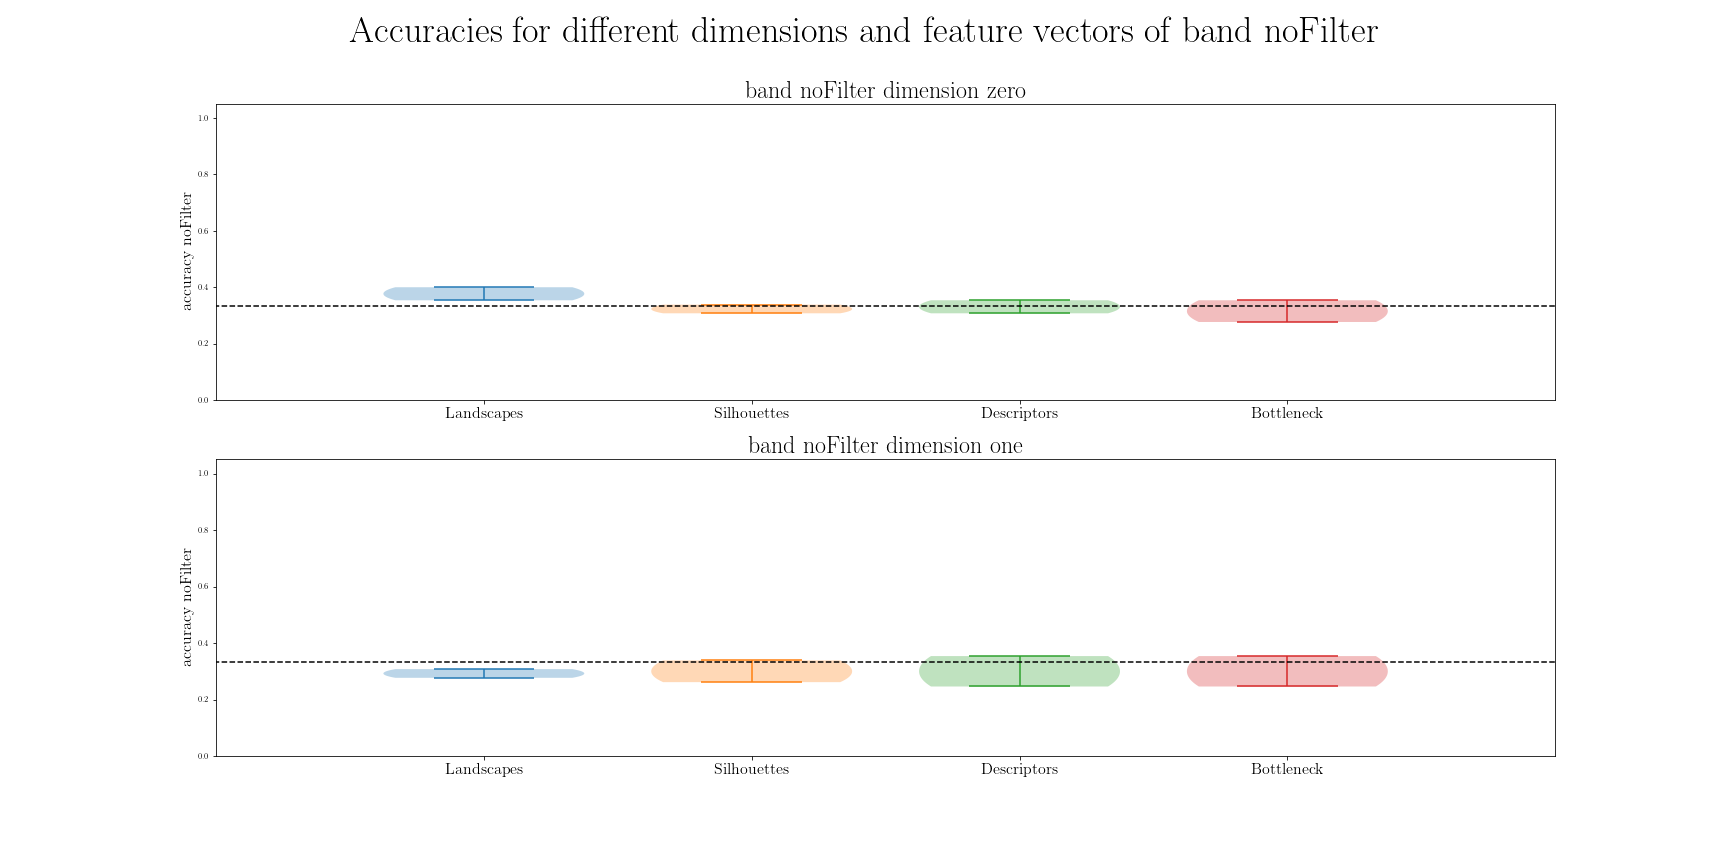 Accuracies for different dimensions and feature vectors of band noFilter
band noFilter dimension zero
1.0
0.8
0.6
0.4
0.2
0.0
accuracy noFilter
Landscapes Silhouettes Descriptors Bottleneck
band noFilter dimension one
1.0
0.8
0.6
0.4
0.2
0.0
accuracy noFilter
Landscapes Silhouettes Descriptors Bottleneck